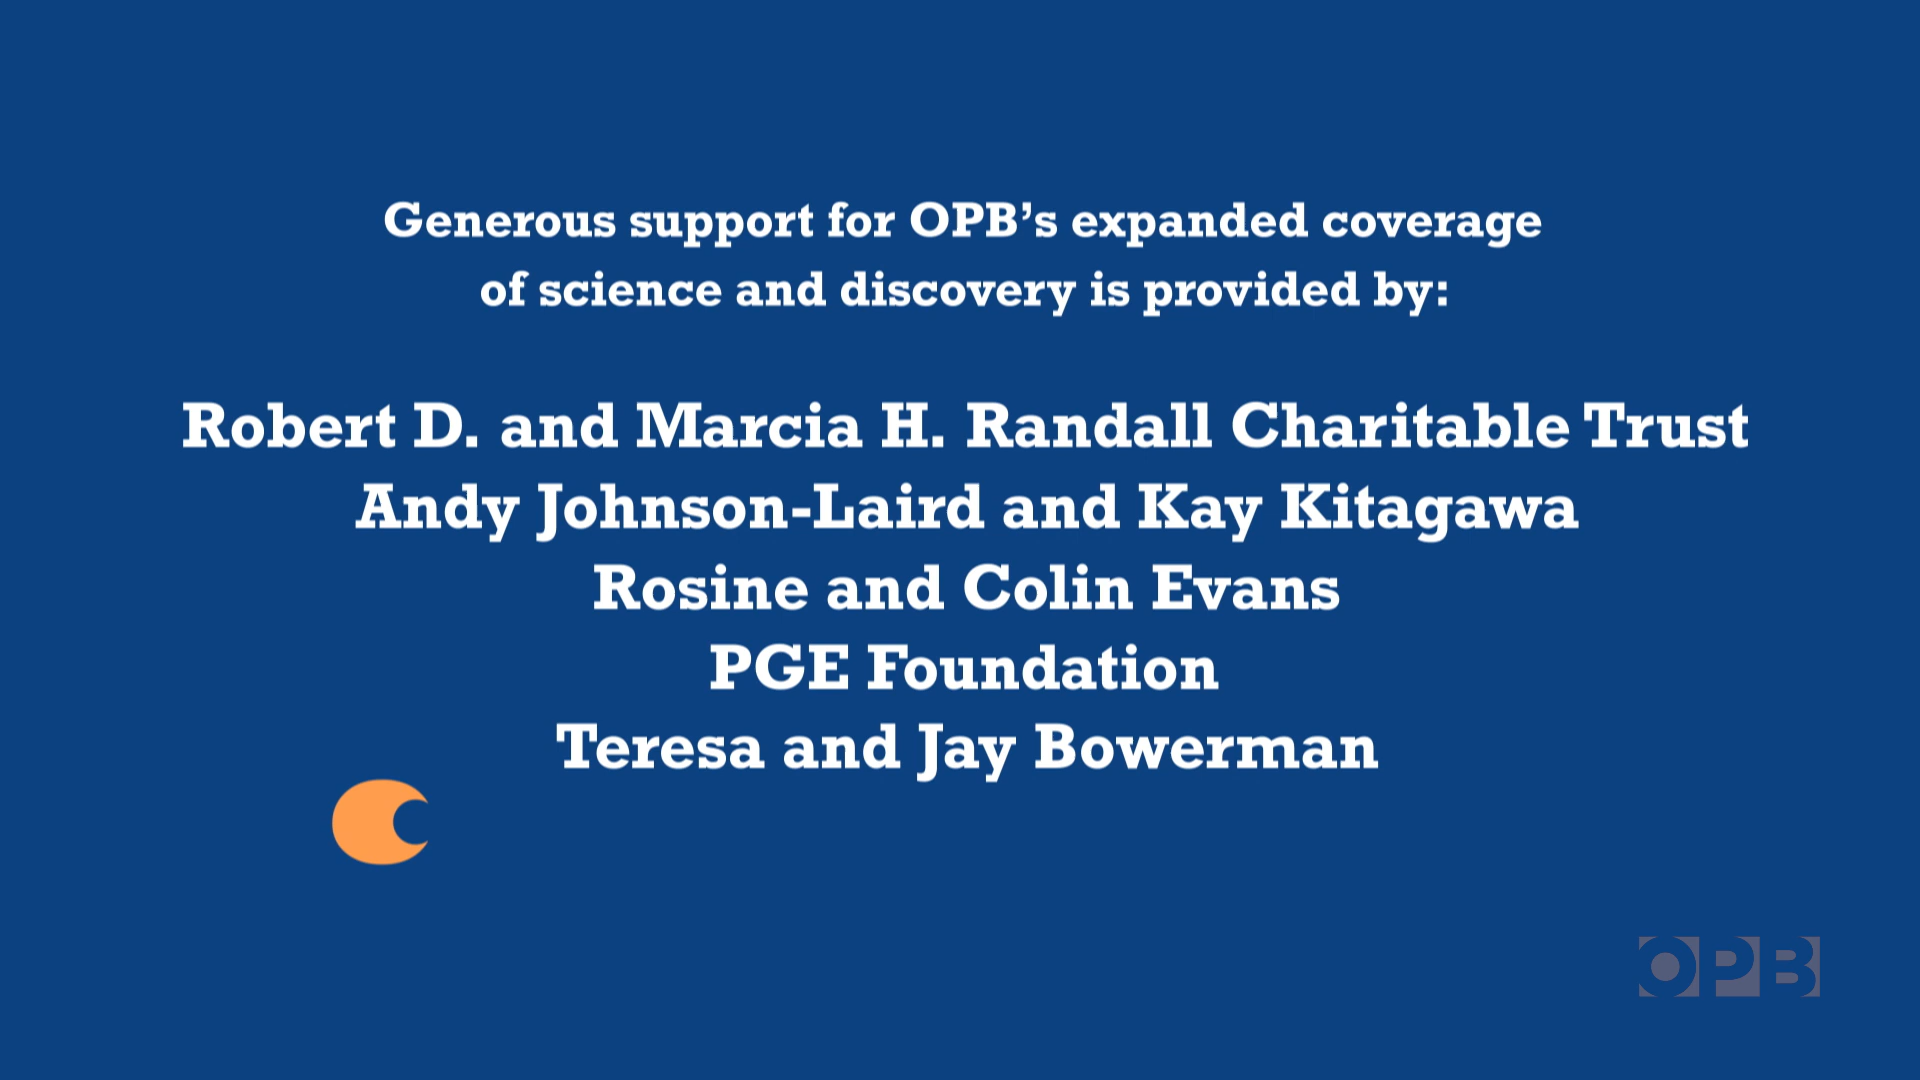 Generous support for OPB’s expanded coverage
of science and discovery is provided by:
Robert D. and Marcia H. Randall Charitable Trust
Andy Johnson-Laird and Kay Kitagawa
Rosine and Colin Evans
PGE Foundation
Teresa and Jay Bowerman
OPB